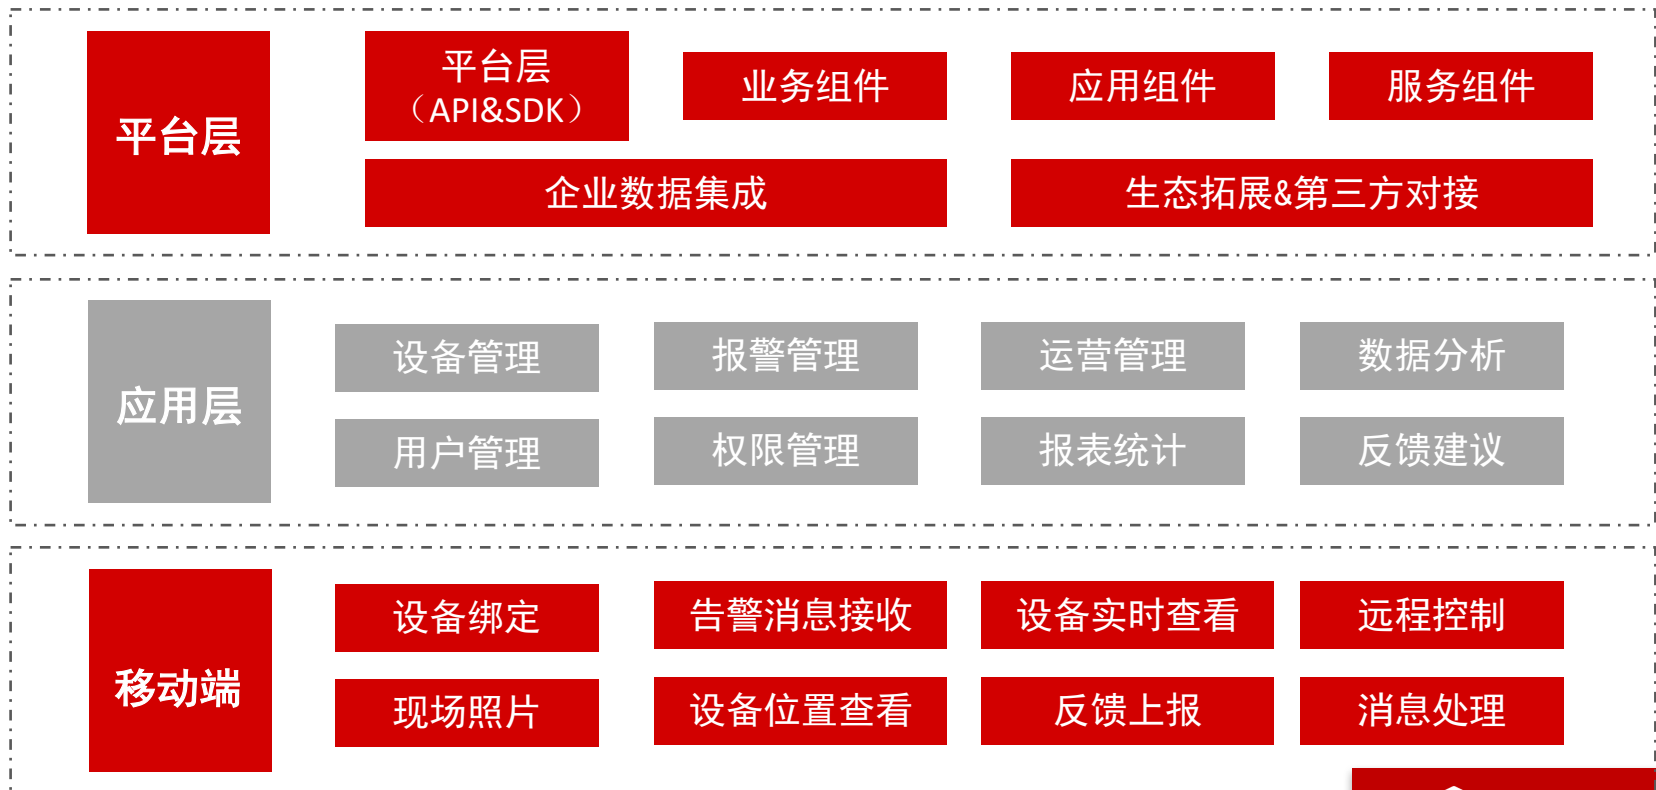 平台层
平台层
（API&SDK）
业务组件
应用组件
服务组件
企业数据集成
生态拓展&第三方对接
应用层
设备管理
报警管理
运营管理
数据分析
用户管理
权限管理
报表统计
反馈建议
移动端
设备绑定
告警消息接收
设备实时查看
远程控制
现场照片
设备位置查看
反馈上报
消息处理